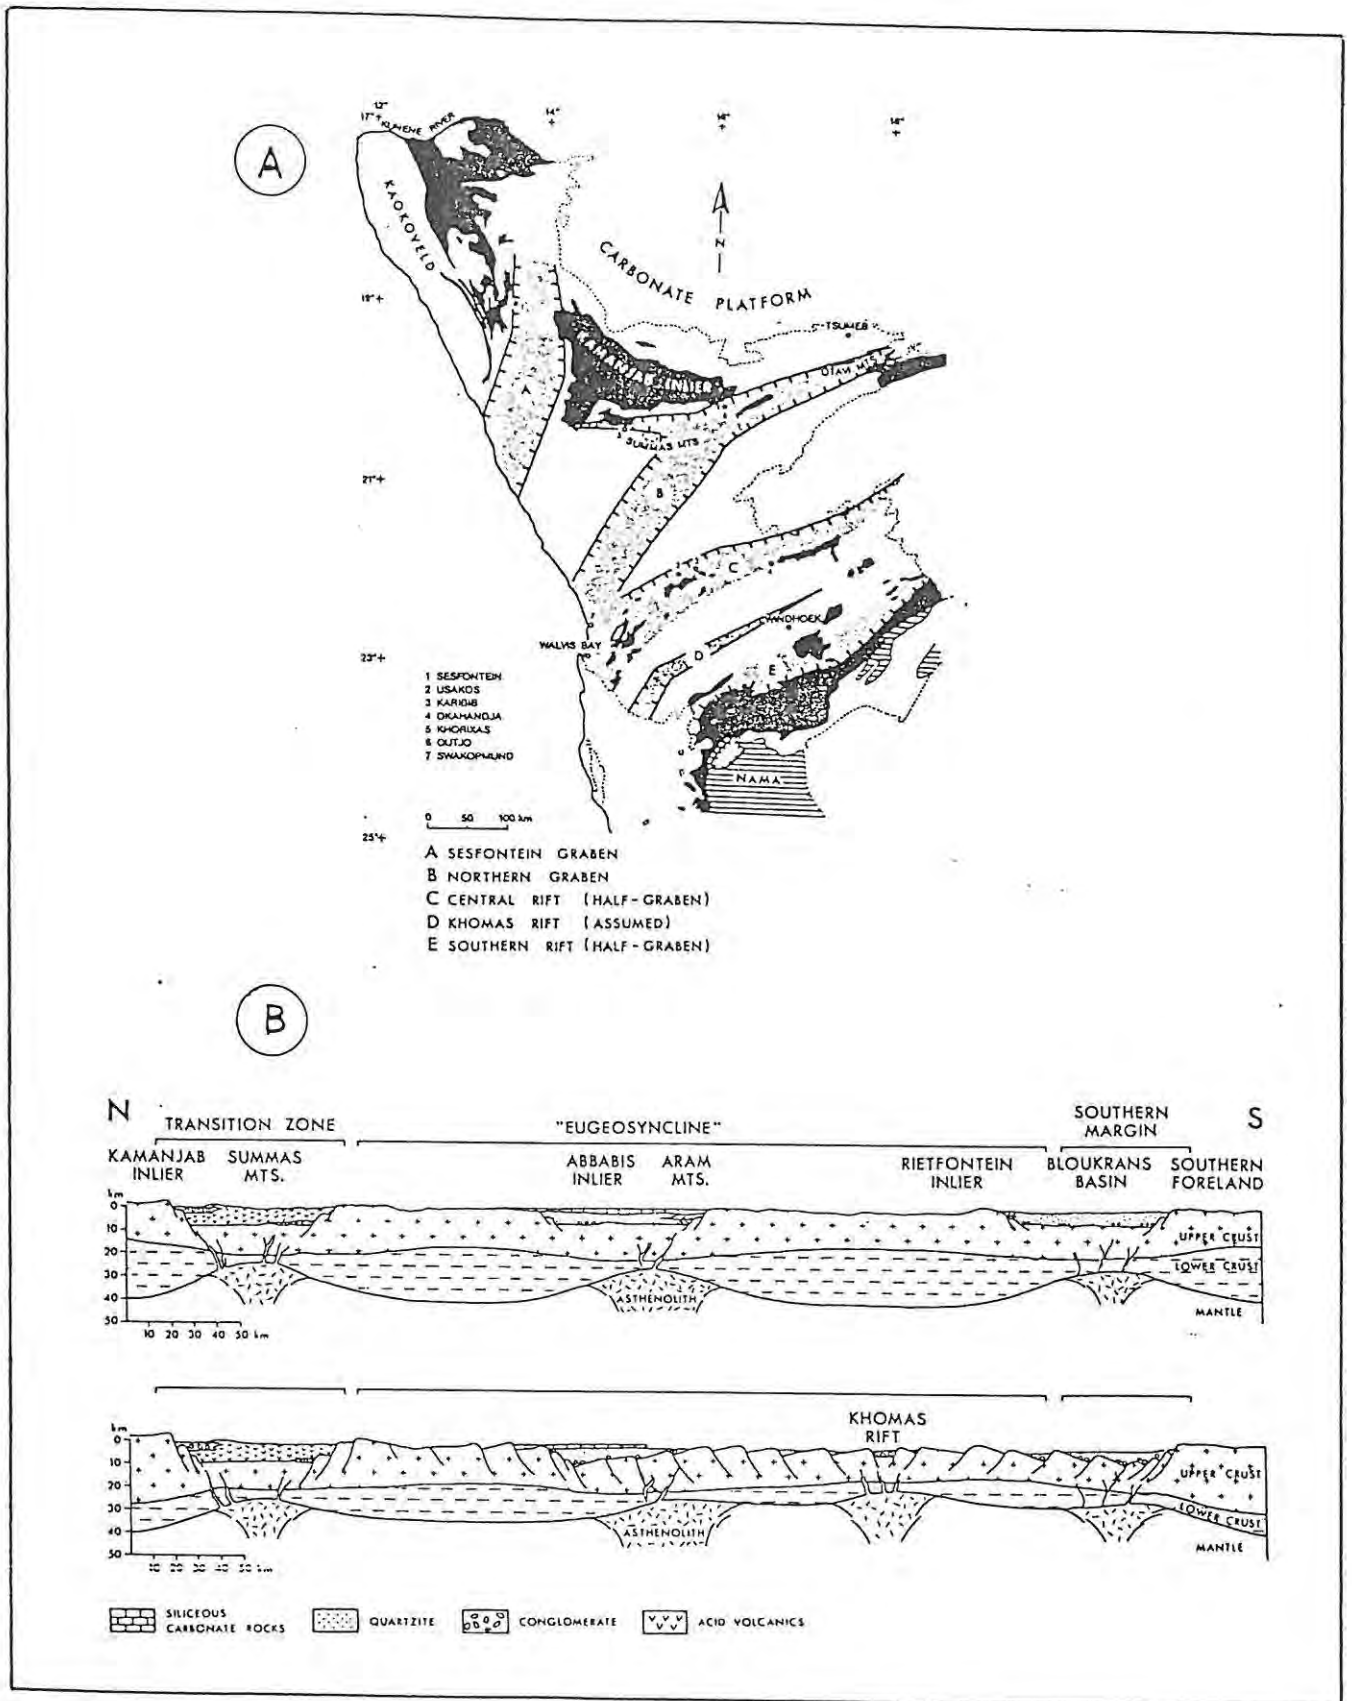 A
12°
14°
16°
18°
17°+
KUNENE RIVER
KAOKOVELD
N
CARBONATE PLATFORM
19°+
TSUMEB
KAMANJAB INLIER
OTAVI MTS
A
SUMMAS MTS
21°+
B
C
WINDHOEK
WALVIS BAY
D
23°+
E
1 SESFONTEIN
2 USAKOS
3 KARIBIB
4 OKAHANDJA
5 KHORIXAS
6 OUTJO
7 SWAKOPMUND
NAMA
0 50 100 km
25°+
A SESFONTEIN GRABEN
B NORTHERN GRABEN
C CENTRAL RIFT (HALF-GRABEN)
D KHOMAS RIFT (ASSUMED)
E SOUTHERN RIFT (HALF-GRABEN)
B
N
S
TRANSITION ZONE
"EUGEOSYNCLINE"
SOUTHERN
MARGIN
KAMANJAB
INLIER
SUMMAS
MTS.
ABBABIS
INLIER
ARAM
MTS.
RIETFONTEIN
INLIER
BLOUKRANS
BASIN
SOUTHERN
FORELAND
km
0
10
20
30
40
50
UPPER CRUST
LOWER CRUST
ASTHENOLITH
MANTLE
10 20 30 40 50 km
KHOMAS
RIFT
km
0
10
20
30
40
50
UPPER CRUST
LOWER CRUST
ASTHENOLITH
MANTLE
10 20 30 40 50 km
SILICEOUS
CARBONATE ROCKS
QUARTZITE
CONGLOMERATE
ACID VOLCANICS